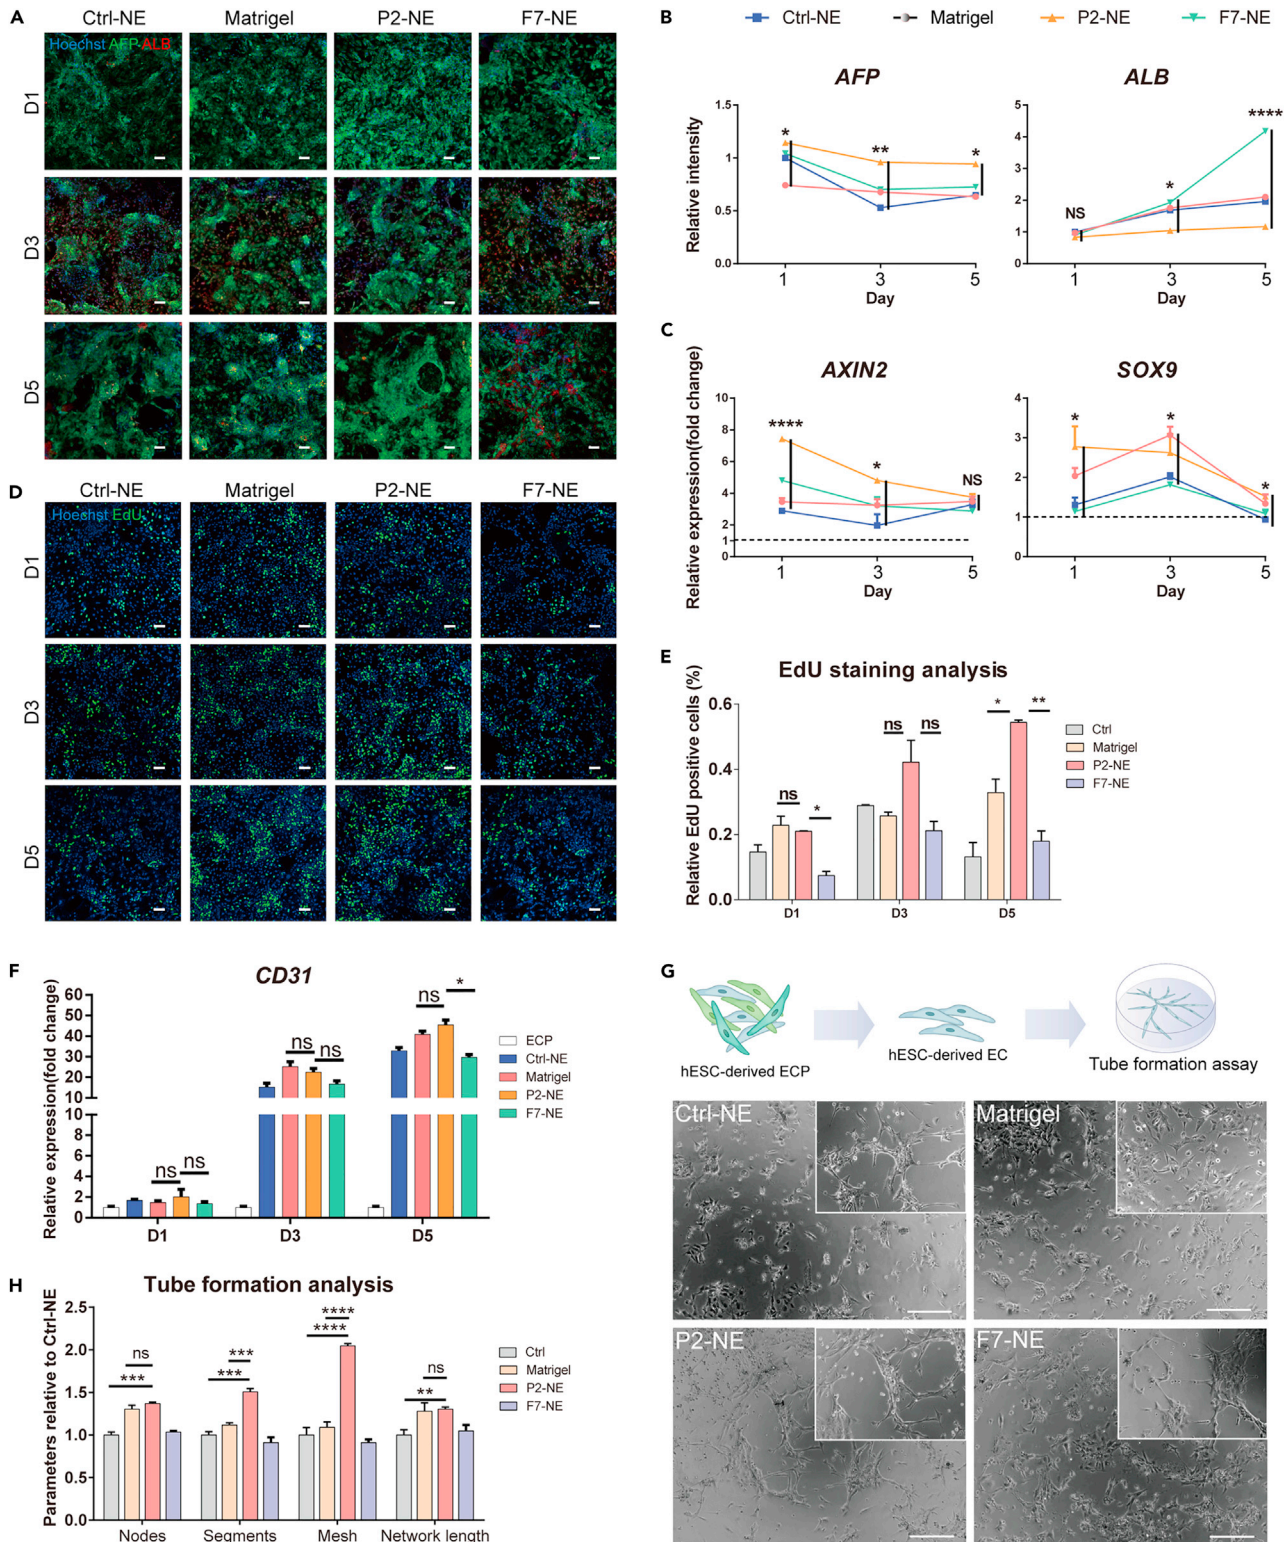 A
Ctrl-NE Matrigel P2-NE F7-NE
Hoechst AFP ALB
D1
D3
D5
B
Ctrl-NE Matrigel P2-NE F7-NE
AFP
Relative intensity
1.5
1
0.5
0
* ** *
1 3 5
Day
ALB
5
4
3
2
1
0
NS * ****
1 3 5
Day
C
AXIN2
Relative expression(fold change)
10
8
6
4
2
1
0
**** * NS
1 3 5
Day
SOX9
4
3
2
1
0
* * *
1 3 5
Day
D
Ctrl-NE Matrigel P2-NE F7-NE
Hoechst EdU
D1
D3
D5
E
EdU staining analysis
Relative EdU positive cells (%)
0.6
0.4
0.2
0.0
ns * ns ns * **
D1 D3 D5
Ctrl
Matrigel
P2-NE
F7-NE
F
CD31
Relative expression(fold change)
60
50
40
30
20
10
10
8
6
4
2
0
ns ns ns ns ns *
D1 D3 D5
ECP
Ctrl-NE
Matrigel
P2-NE
F7-NE
G
hESC-derived ECP
hESC-derived EC
Tube formation assay
Ctrl-NE
Matrigel
P2-NE
F7-NE
H
Tube formation analysis
Parameters relative to Ctrl-NE
2.5
2.0
1.5
1.0
0.5
0.0
ns
***
***
***
****
****
ns
**
Nodes Segments Mesh Network length
Ctrl
Matrigel
P2-NE
F7-NE